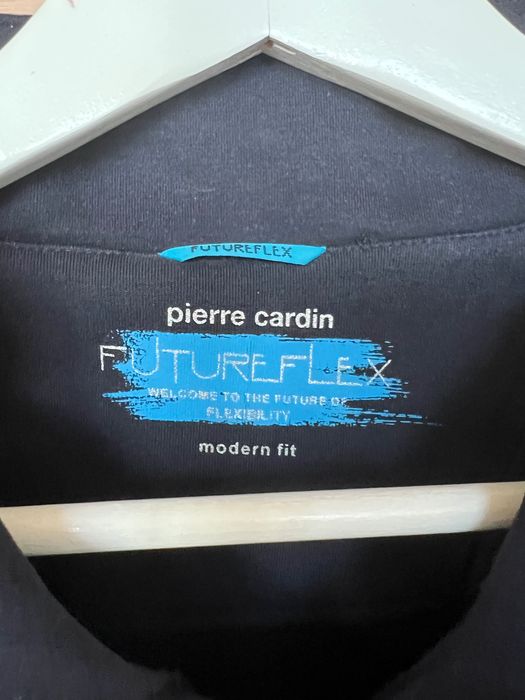 FUTUREFLEX
pierre cardin
FUTUREFLEX
WELCOME TO THE FUTURE OF
FLEXIBILITY
modern fit